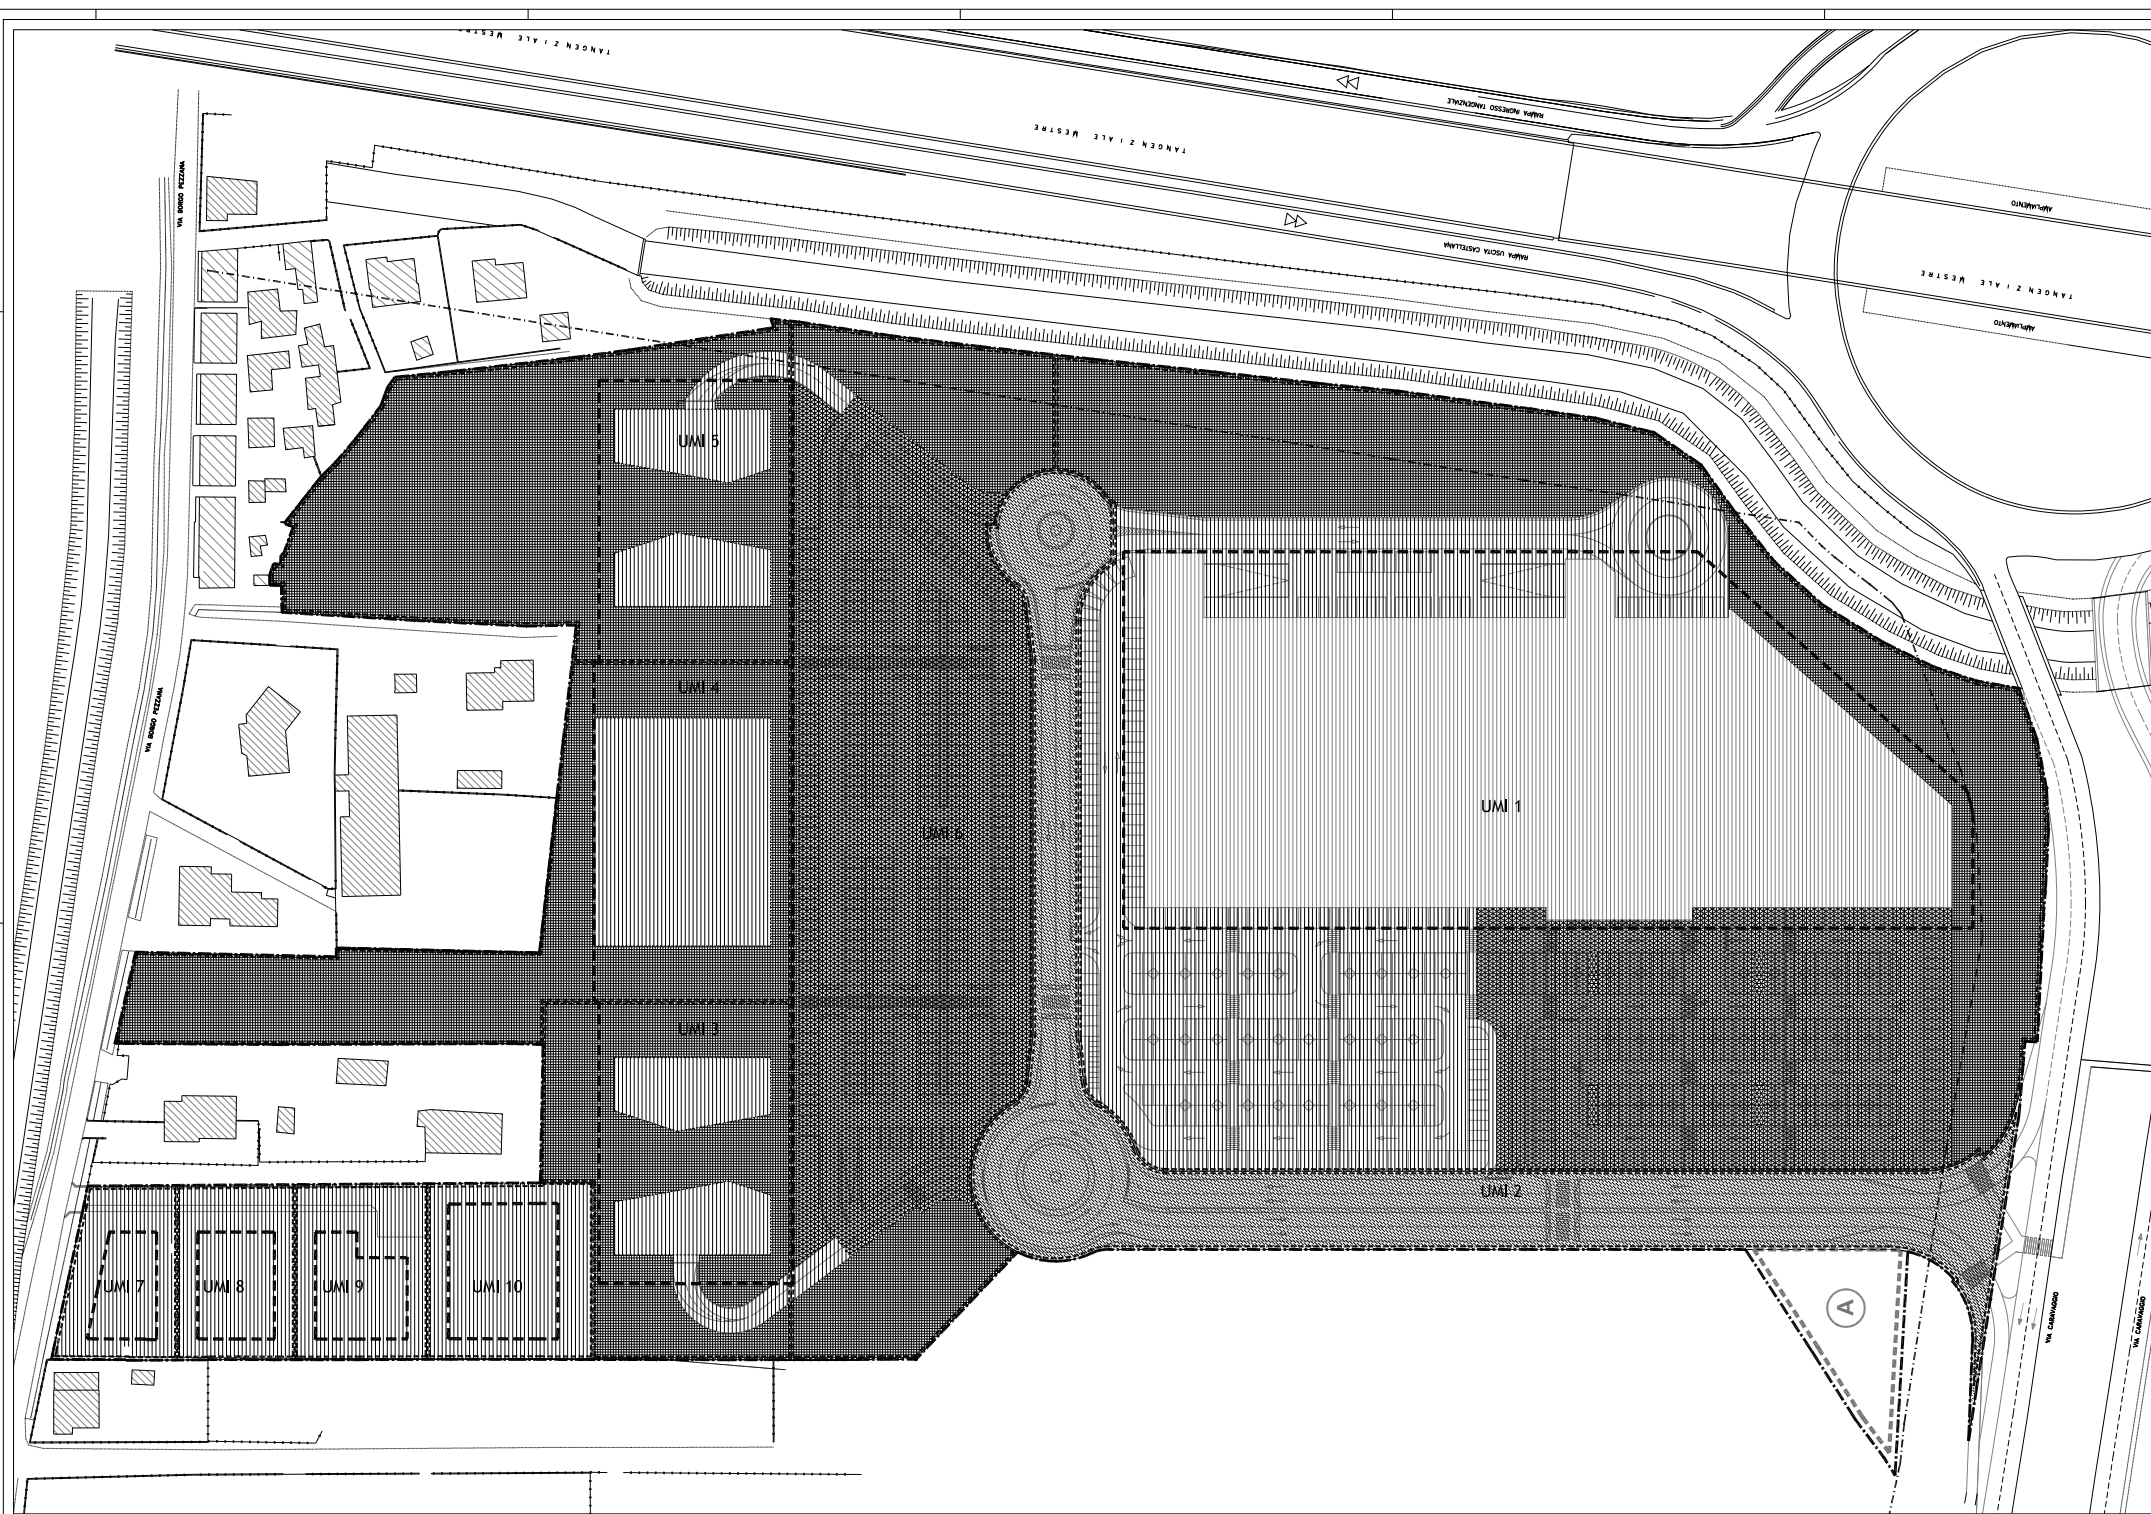 TANGENZIALE MESTRE
RAMPA INGRESSO TANGENZIALE
TANGENZIALE MESTRE
VIA BORGO PEZZANA
AMPLIAMENTO
RAMPA USCITA CASTELLANA
TANGENZIALE MESTRE
AMPLIAMENTO
UMI 5
UMI 4
VIA BORGO PEZZANA
UMI 6
UMI 1
UMI 3
UMI 2
UMI 7
UMI 8
UMI 9
UMI 10
A
VIA CARAVAGGIO
VIA CARAVAGGIO